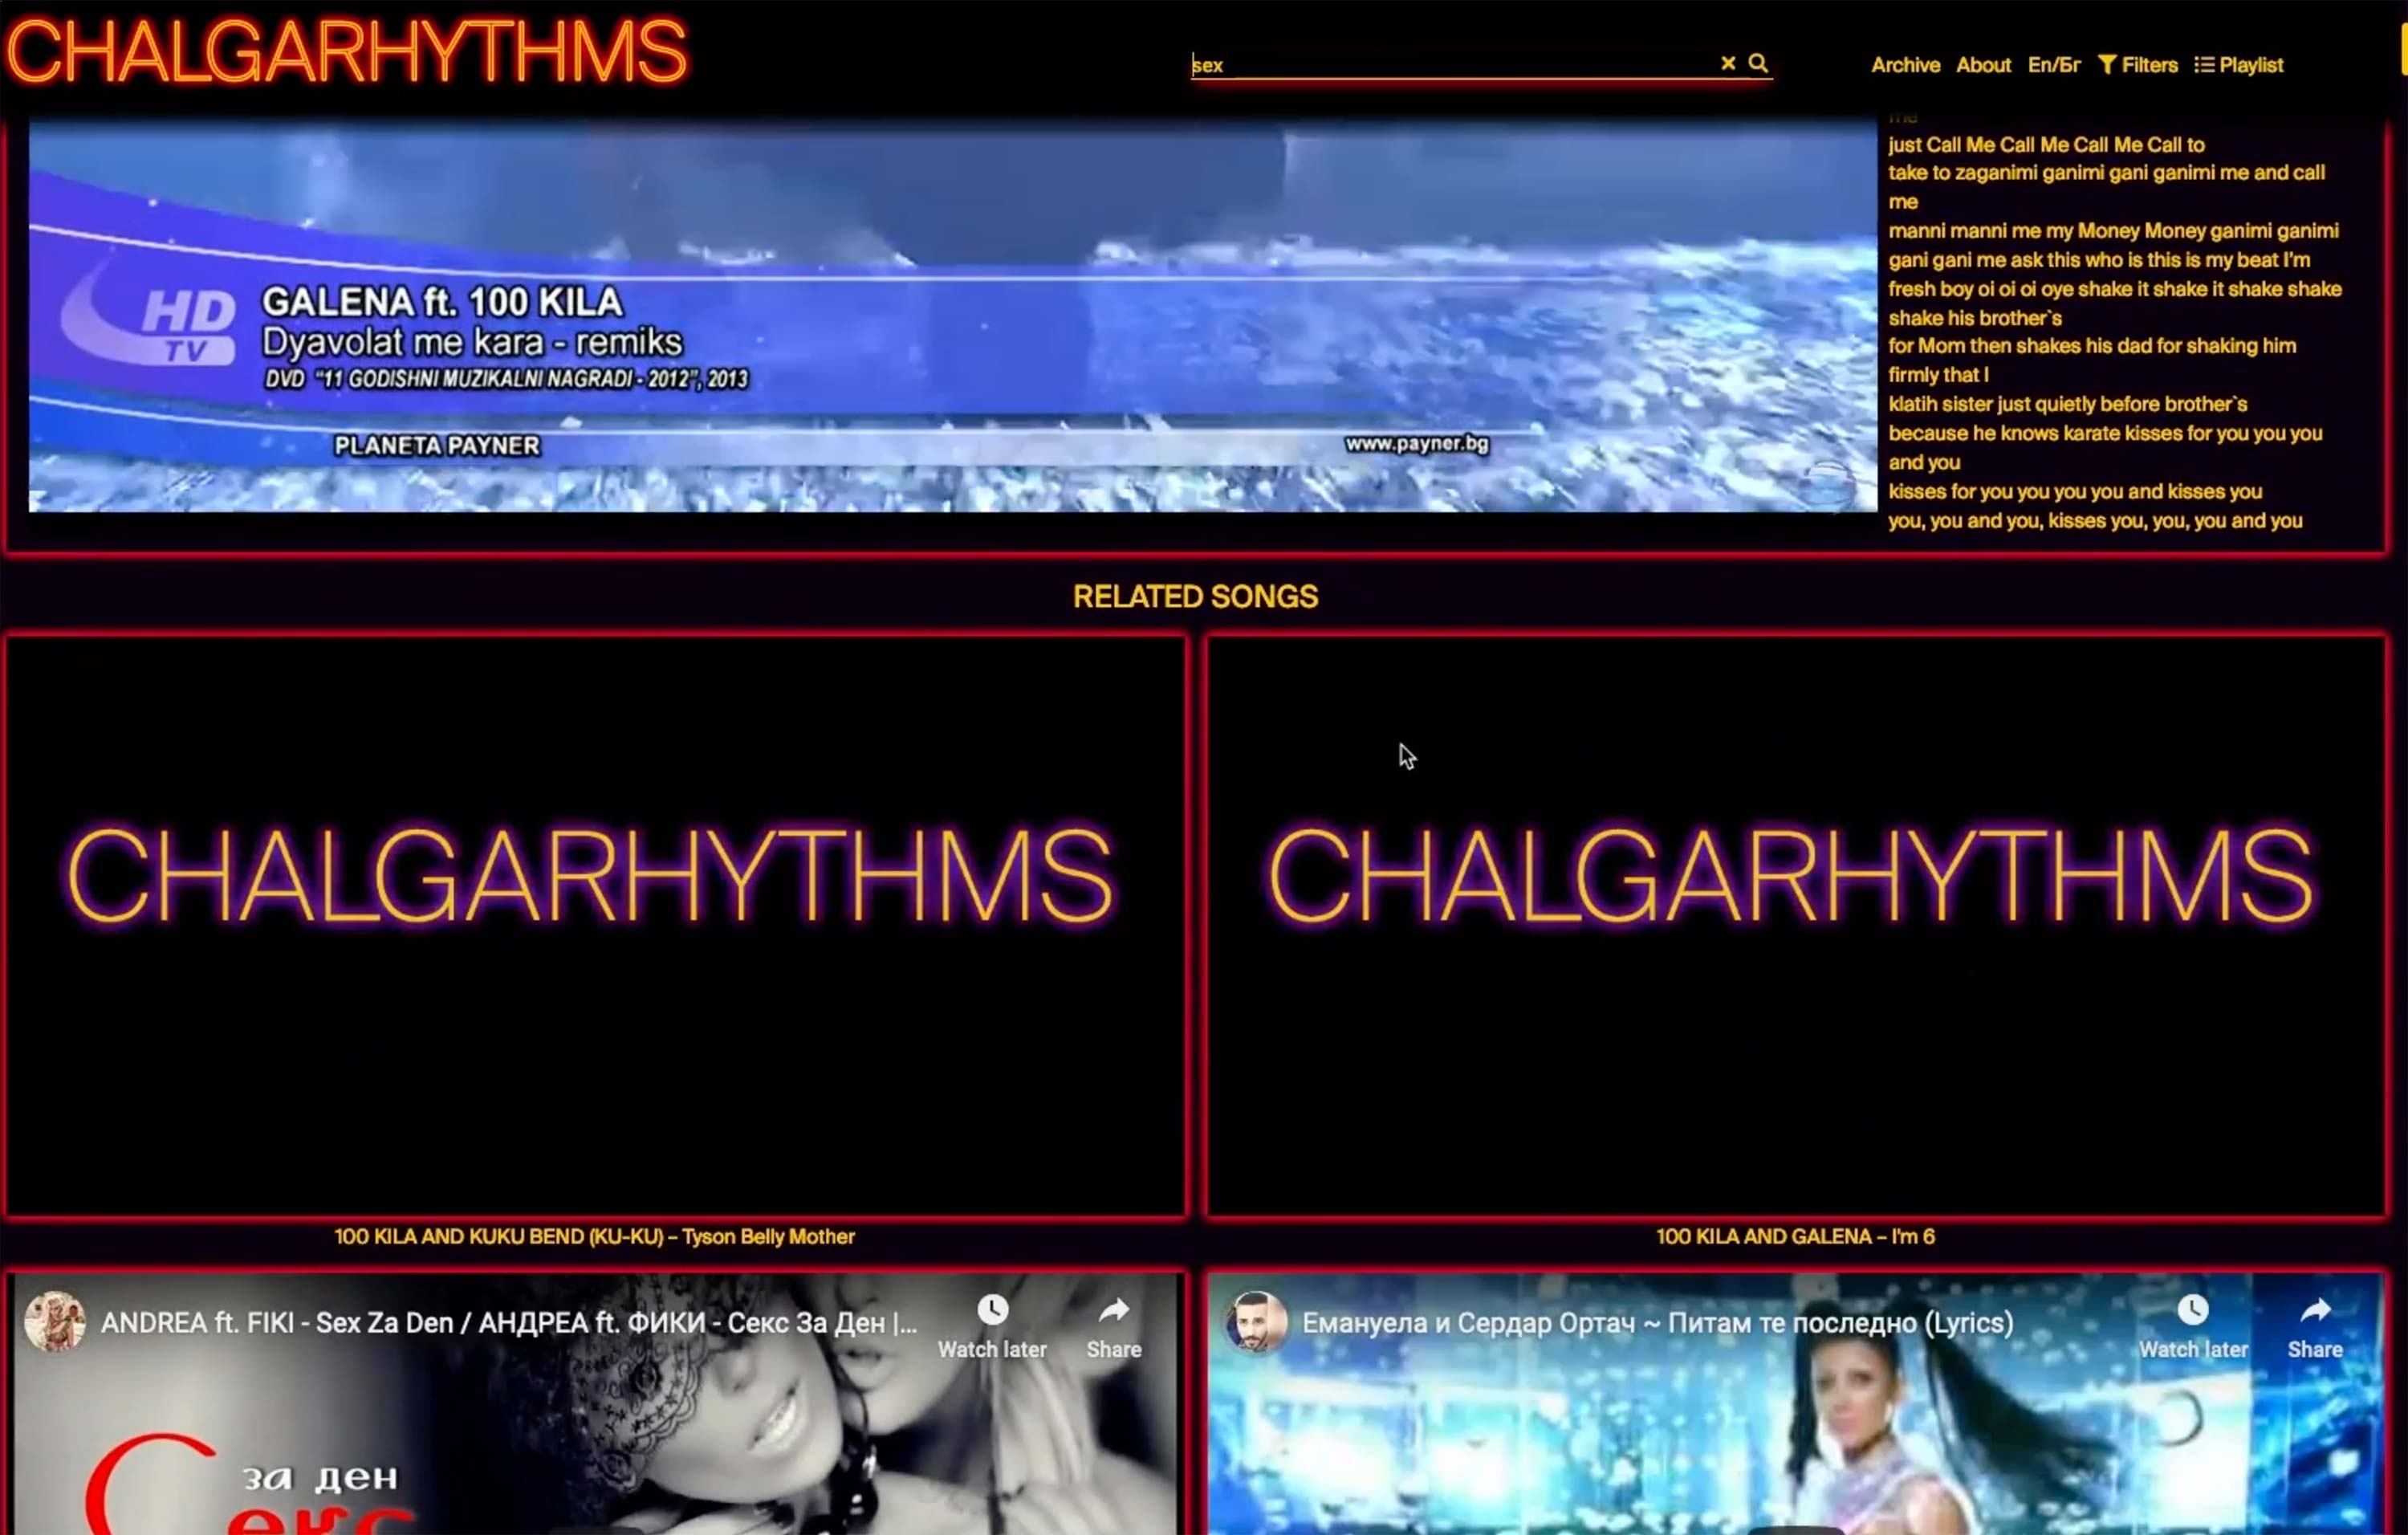 CHALGARHYTHMS
sex
Archive About En/Бг Filters Playlist
me
just Call Me Call Me Call Me Call to
take to zaganimi ganimi gani ganimi me and call
me
manni manni me my Money Money ganimi ganimi
gani gani me ask this who is this is my beat I'm
fresh boy oi oi oi oye shake it shake it shake shake
shake his brother`s
for Mom then shakes his dad for shaking him
firmly that I
klatih sister just quietly before brother`s
because he knows karate kisses for you you you
and you
kisses for you you you you and kisses you
you, you and you, kisses you, you, you and you
HD
TV
GALENA ft. 100 KILA
Dyavolat me kara - remiks
DVD "11 GODISHNI MUZIKALNI NAGRADI - 2012", 2013
PLANETA PAYNER
www.payner.bg
RELATED SONGS
CHALGARHYTHMS
CHALGARHYTHMS
100 KILA AND KUKU BEND (KU-KU) – Tyson Belly Mother
100 KILA AND GALENA – I'm 6
ANDREA ft. FIKI - Sex Za Den / АНДРЕА ft. ФИКИ - Секс За Ден |...
Watch later
Share
за ден
Секс
Емануела и Сердар Ортач ~ Питам те последно (Lyrics)
Watch later
Share